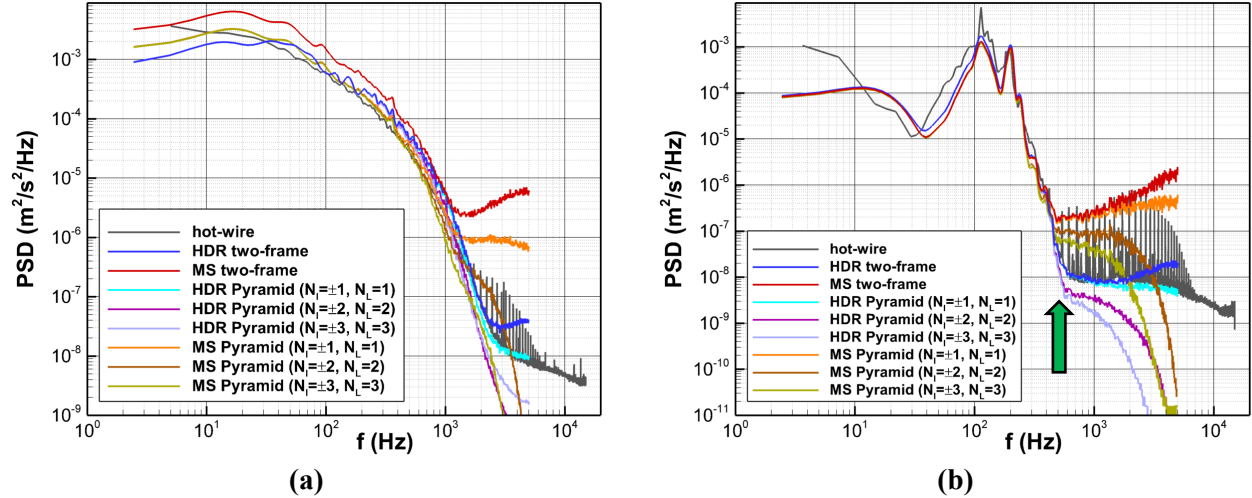 10⁻³
10⁻⁴
10⁻⁵
10⁻⁶
10⁻⁷
10⁻⁸
10⁻⁹
PSD (m²/s²/Hz)
hot-wire
HDR two-frame
MS two-frame
HDR Pyramid (N_I=±1, N_L=1)
HDR Pyramid (N_I=±2, N_L=2)
HDR Pyramid (N_I=±3, N_L=3)
MS Pyramid (N_I=±1, N_L=1)
MS Pyramid (N_I=±2, N_L=2)
MS Pyramid (N_I=±3, N_L=3)
10⁰ 10¹ 10² 10³ 10⁴
f (Hz)
(a)
10⁻³
10⁻⁴
10⁻⁵
10⁻⁶
10⁻⁷
10⁻⁸
10⁻⁹
10⁻¹⁰
10⁻¹¹
PSD (m²/s²/Hz)
hot-wire
HDR two-frame
MS two-frame
HDR Pyramid (N_I=±1, N_L=1)
HDR Pyramid (N_I=±2, N_L=2)
HDR Pyramid (N_I=±3, N_L=3)
MS Pyramid (N_I=±1, N_L=1)
MS Pyramid (N_I=±2, N_L=2)
MS Pyramid (N_I=±3, N_L=3)
10⁰ 10¹ 10² 10³ 10⁴
f (Hz)
(b)